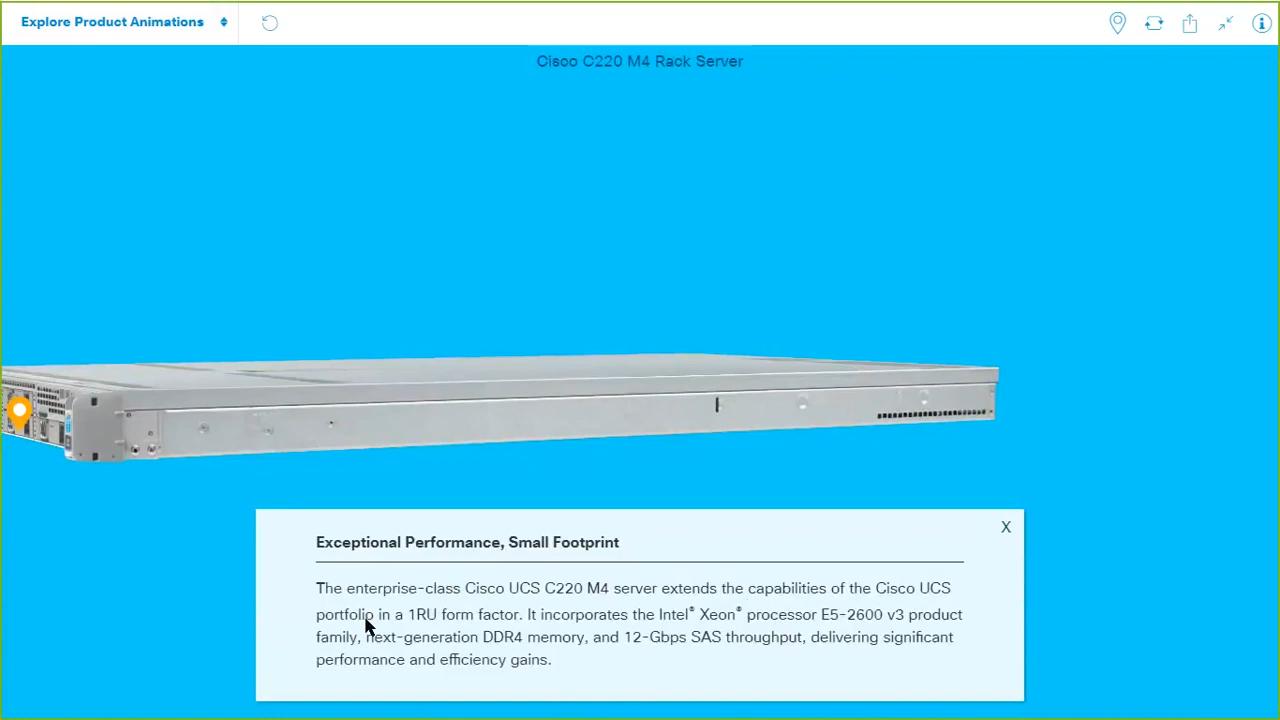 Explore Product Animations
Cisco C220 M4 Rack Server
X
Exceptional Performance, Small Footprint
The enterprise-class Cisco UCS C220 M4 server extends the capabilities of the Cisco UCS
portfolio in a 1RU form factor. It incorporates the Intel® Xeon® processor E5-2600 v3 product
family, next-generation DDR4 memory, and 12-Gbps SAS throughput, delivering significant
performance and efficiency gains.